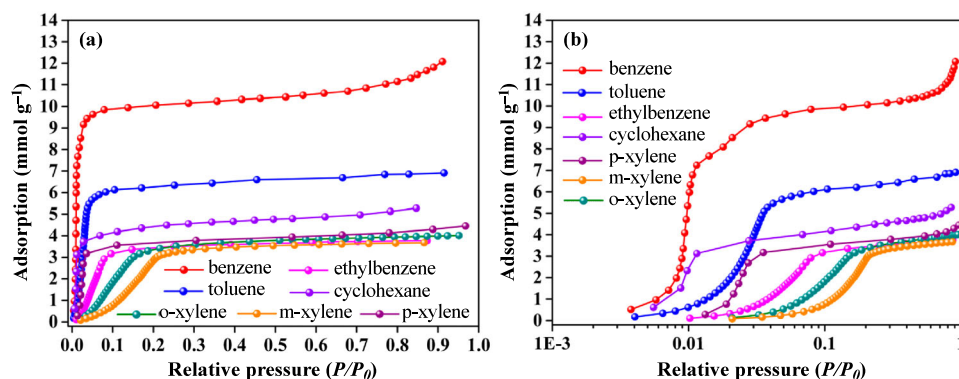 (a)
Adsorption (mmol g⁻¹)
14
13
12
11
10
9
8
7
6
5
4
3
2
1
0
benzene
ethylbenzene
toluene
cyclohexane
o-xylene m-xylene p-xylene
0.0 0.1 0.2 0.3 0.4 0.5 0.6 0.7 0.8 0.9 1.0
Relative pressure (P/P₀)
(b)
Adsorption (mmol g⁻¹)
14
13
12
11
10
9
8
7
6
5
4
3
2
1
0
benzene
toluene
ethylbenzene
cyclohexane
p-xylene
m-xylene
o-xylene
1E-3 0.01 0.1
Relative pressure (P/P₀)